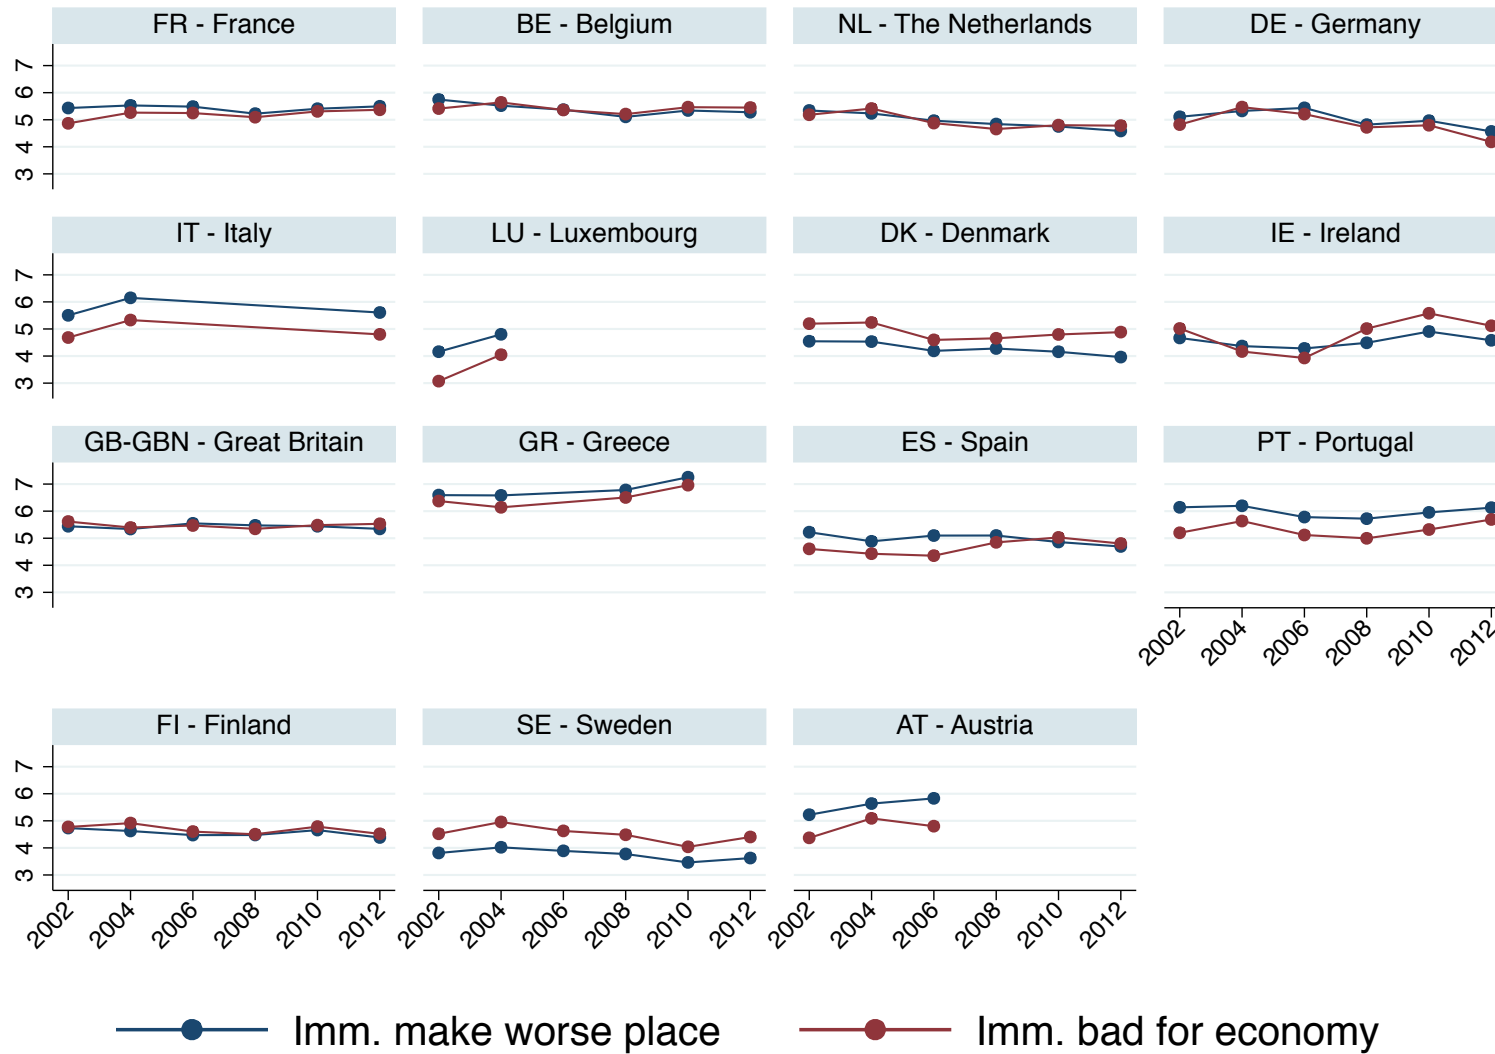 FR - France
BE - Belgium
NL - The Netherlands
DE - Germany
7
6
5
4
3
IT - Italy
LU - Luxembourg
DK - Denmark
IE - Ireland
7
6
5
4
3
GB-GBN - Great Britain
GR - Greece
ES - Spain
PT - Portugal
7
6
5
4
3
2002 2004 2006 2008 2010 2012
FI - Finland
SE - Sweden
AT - Austria
7
6
5
4
3
2002 2004 2006 2008 2010 2012
2002 2004 2006 2008 2010 2012
2002 2004 2006 2008 2010 2012
Imm. make worse place
Imm. bad for economy